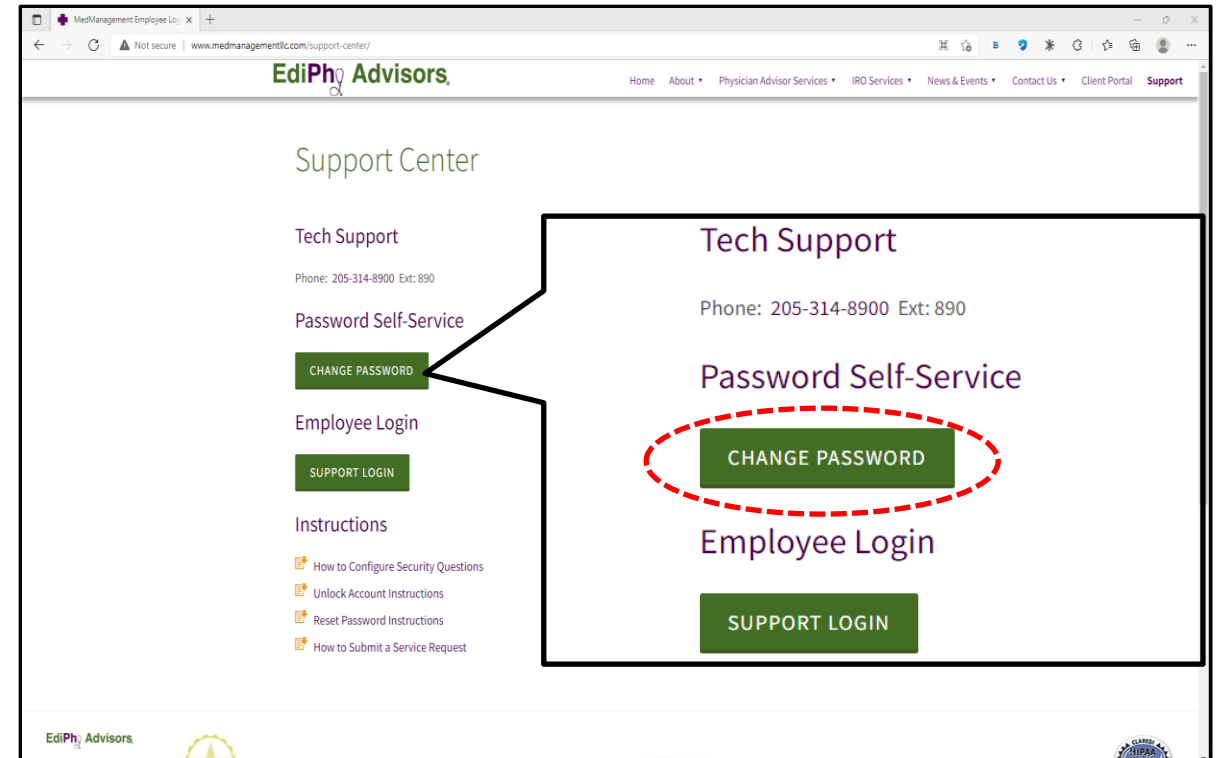 MedManagement Employee Log
Not secure | www.medmanagementllc.com/support-center/
EdiPhy Advisors
Home About Physician Advisor Services IRO Services News & Events Contact Us Client Portal Support
Support Center
Tech Support
Phone: 205-314-8900 Ext: 890
Password Self-Service
CHANGE PASSWORD
Employee Login
SUPPORT LOGIN
Instructions
How to Configure Security Questions
Unlock Account Instructions
Reset Password Instructions
How to Submit a Service Request
Tech Support
Phone: 205-314-8900 Ext: 890
Password Self-Service
CHANGE PASSWORD
Employee Login
SUPPORT LOGIN
EdiPhy Advisors
CLAREDI
HIPAA